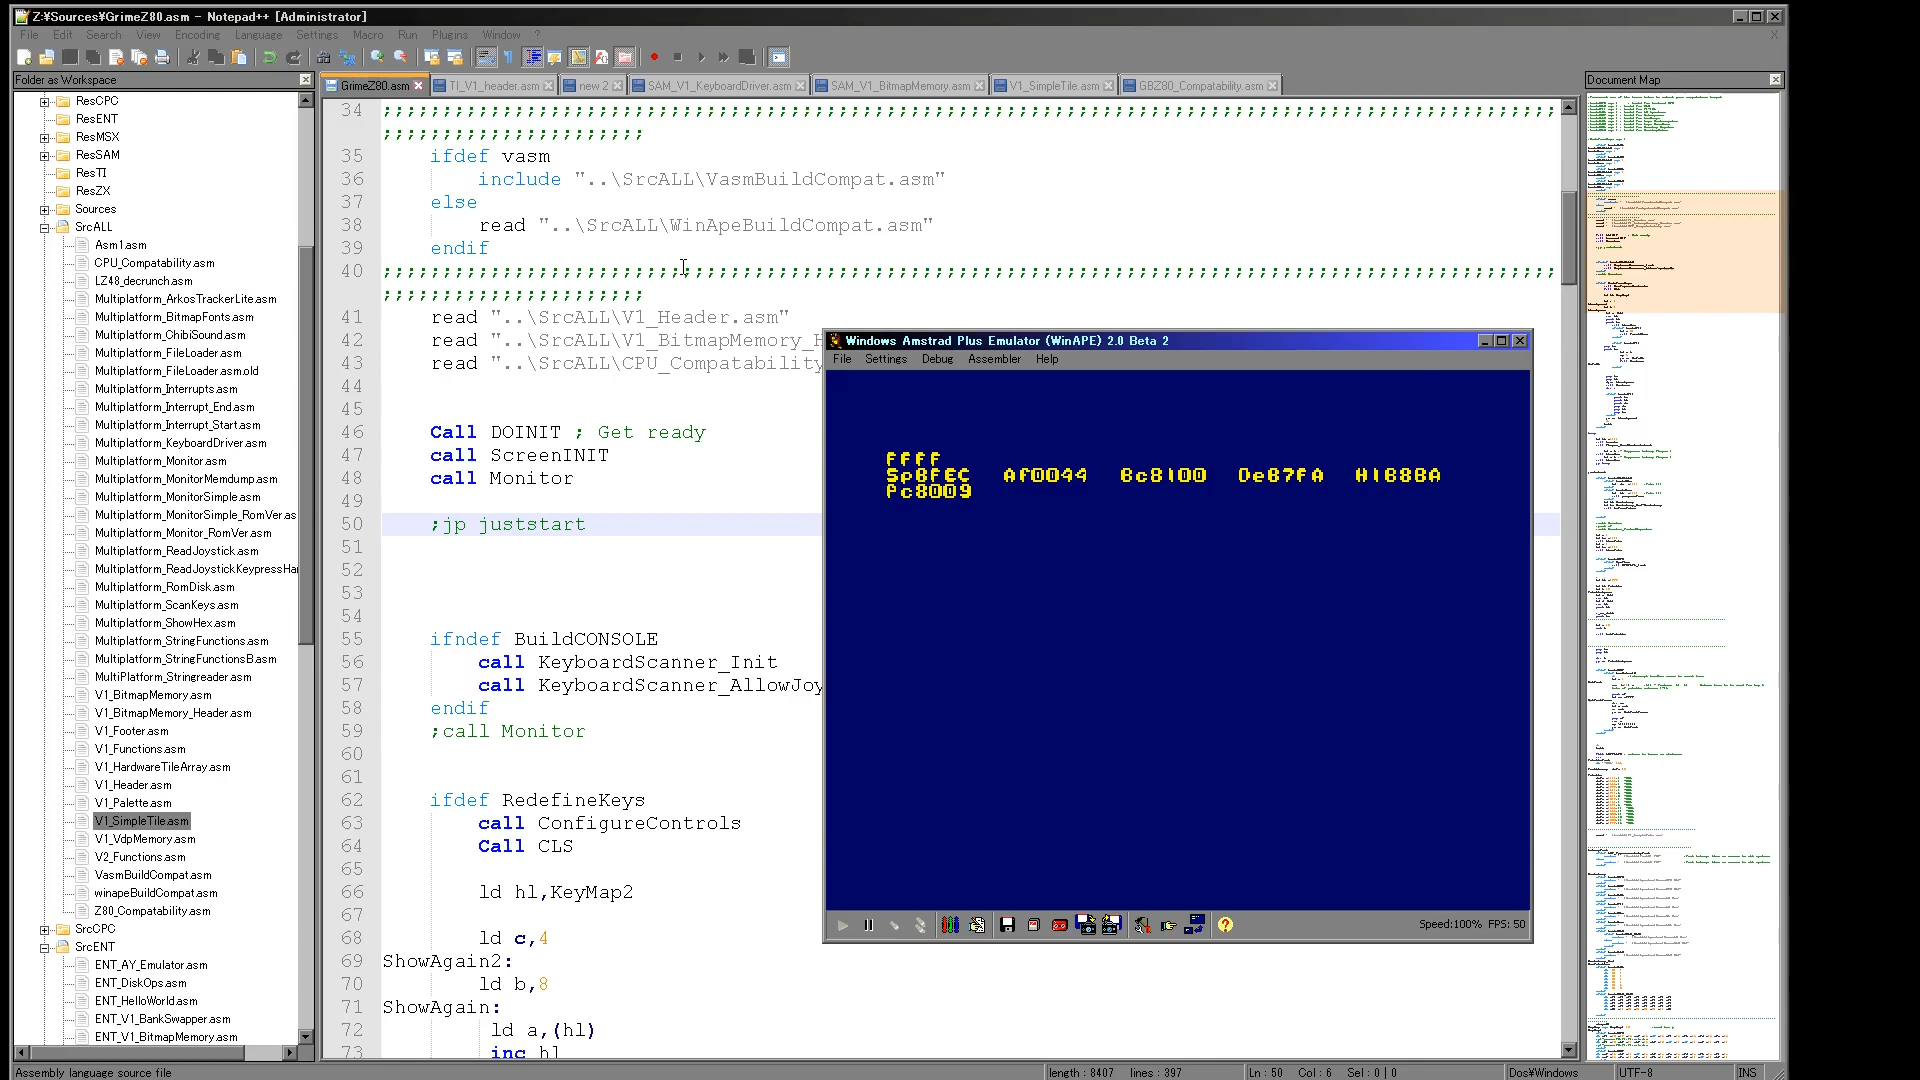 Z:¥Sources¥GrimeZ80.asm - Notepad++ [Administrator]
File Edit Search View Encoding Language Settings Macro Run Plugins Window ?
Folder as Workspace
GrimeZ80.asm
TI_V1_header.asm
new 2
SAM_V1_KeyboardDriver.asm
SAM_V1_BitmapMemory.asm
V1_SimpleTile.asm
GBZ80_Compatability.asm
Document Map
ResCPC
ResENT
ResMSX
ResSAM
ResTI
ResZX
Sources
SrcALL
Asm1.asm
CPU_Compatability.asm
LZ48_decrunch.asm
Multiplatform_ArkosTrackerLite.asm
Multiplatform_BitmapFonts.asm
Multiplatform_ChibiSound.asm
Multiplatform_FileLoader.asm
Multiplatform_FileLoader.asm.old
Multiplatform_Interrupts.asm
Multiplatform_Interrupt_End.asm
Multiplatform_Interrupt_Start.asm
Multiplatform_KeyboardDriver.asm
Multiplatform_Monitor.asm
Multiplatform_MonitorMemdump.asm
Multiplatform_MonitorSimple.asm
Multiplatform_MonitorSimple_RomVer.as
Multiplatform_Monitor_RomVer.asm
Multiplatform_ReadJoystick.asm
Multiplatform_ReadJoystickKeypressHar
Multiplatform_RomDisk.asm
Multiplatform_ScanKeys.asm
Multiplatform_ShowHex.asm
Multiplatform_StringFunctions.asm
Multiplatform_StringFunctionsB.asm
MultiPlatform_Stringreader.asm
V1_BitmapMemory.asm
V1_BitmapMemory_Header.asm
V1_Footer.asm
V1_Functions.asm
V1_HardwareTileArray.asm
V1_Header.asm
V1_Palette.asm
V1_SimpleTile.asm
V1_VdpMemory.asm
V2_Functions.asm
VasmBuildCompat.asm
winapeBuildCompat.asm
Z80_Compatability.asm
SrcCPC
SrcENT
ENT_AY_Emulator.asm
ENT_DiskOps.asm
ENT_HelloWorld.asm
ENT_V1_BankSwapper.asm
ENT_V1_BitmapMemory.asm
34 ;;;;;;;;;;;;;;;;;;;;;;;;;;;;;;;;;;;;;;;;;;;;;;;;;;;;;;;;;;;;;;;;;;;;;;;;;;;;;;;;;;;;;;;;;;;;;;;;;;
;;;;;;;;;;;;;;;;;;;;;;
35 ifdef vasm
36 include "..\SrcALL\VasmBuildCompat.asm"
37 else
38 read "..\SrcALL\WinApeBuildCompat.asm"
39 endif
40 ;;;;;;;;;;;;;;;;;;;;;;;;;;;;;;;;;;;;;;;;;;;;;;;;;;;;;;;;;;;;;;;;;;;;;;;;;;;;;;;;;;;;;;;;;;;;;;;;;;
;;;;;;;;;;;;;;;;;;;;;;
41 read "..\SrcALL\V1_Header.asm"
42 read "..\SrcALL\V1_BitmapMemory_H
43 read "..\SrcALL\CPU_Compatability
44
45
46 Call DOINIT ; Get ready
47 call ScreenINIT
48 call Monitor
49
50 ;jp juststart
51
52
53
54
55 ifndef BuildCONSOLE
56 call KeyboardScanner_Init
57 call KeyboardScanner_AllowJoy
58 endif
59 ;call Monitor
60
61
62 ifdef RedefineKeys
63 call ConfigureControls
64 Call CLS
65
66 ld hl,KeyMap2
67
68 ld c,4
69 ShowAgain2:
70 ld b,8
71 ShowAgain:
72 ld a,(hl)
73 inc hl
Windows Amstrad Plus Emulator (WinAPE) 2.0 Beta 2
File Settings Debug Assembler Help
FFFF
Sp8FEC Af0044 Bc8100 De87FA Hl88BA
Pc8009
Speed:100% FPS: 50
Assembly language source file
length : 8407 lines : 397
Ln : 50 Col : 6 Sel : 0 | 0
Dos¥Windows
UTF-8
INS